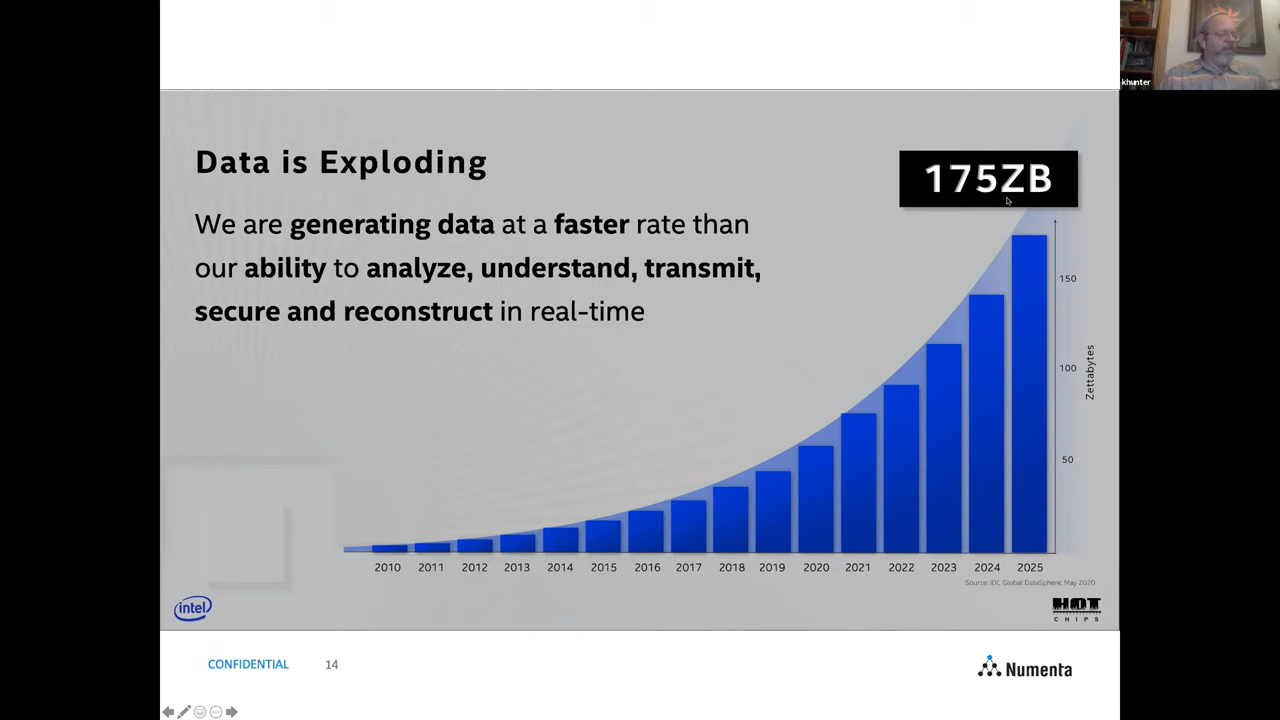 khunter
Data is Exploding
175ZB
We are generating data at a faster rate than
our ability to analyze, understand, transmit,
secure and reconstruct in real-time
150
100
50
Zettabytes
2010 2011 2012 2013 2014 2015 2016 2017 2018 2019 2020 2021 2022 2023 2024 2025
Source: IDC Global DataSphere, May 2020
intel
HOT
CHIPS
CONFIDENTIAL 14
Numenta